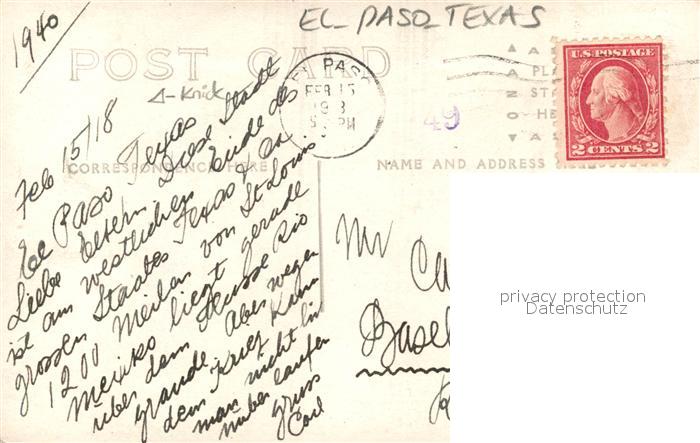 1940
EL PASO TEXAS
POST CARD
Δ-Knick
EL PASO
FEB 15
5 PM
49
U.S. POSTAGE
2 CENTS 2
CORRESPONDENCE HERE
NAME AND ADDRESS
Feb 15/18
El Paso Texas
Liebe Eltern Diese Stadt
ist am westlichen Ende des
grossen Staates Texas & ca.
1200 Meilen von St Louis.
Mexiko liegt gerade
über dem Flusse Rio
grande. Aber wegen
dem Krieg kann
man nicht hin
über laufen
Gruss
Carl
Mr
Basel
privacy protection
Datenschutz